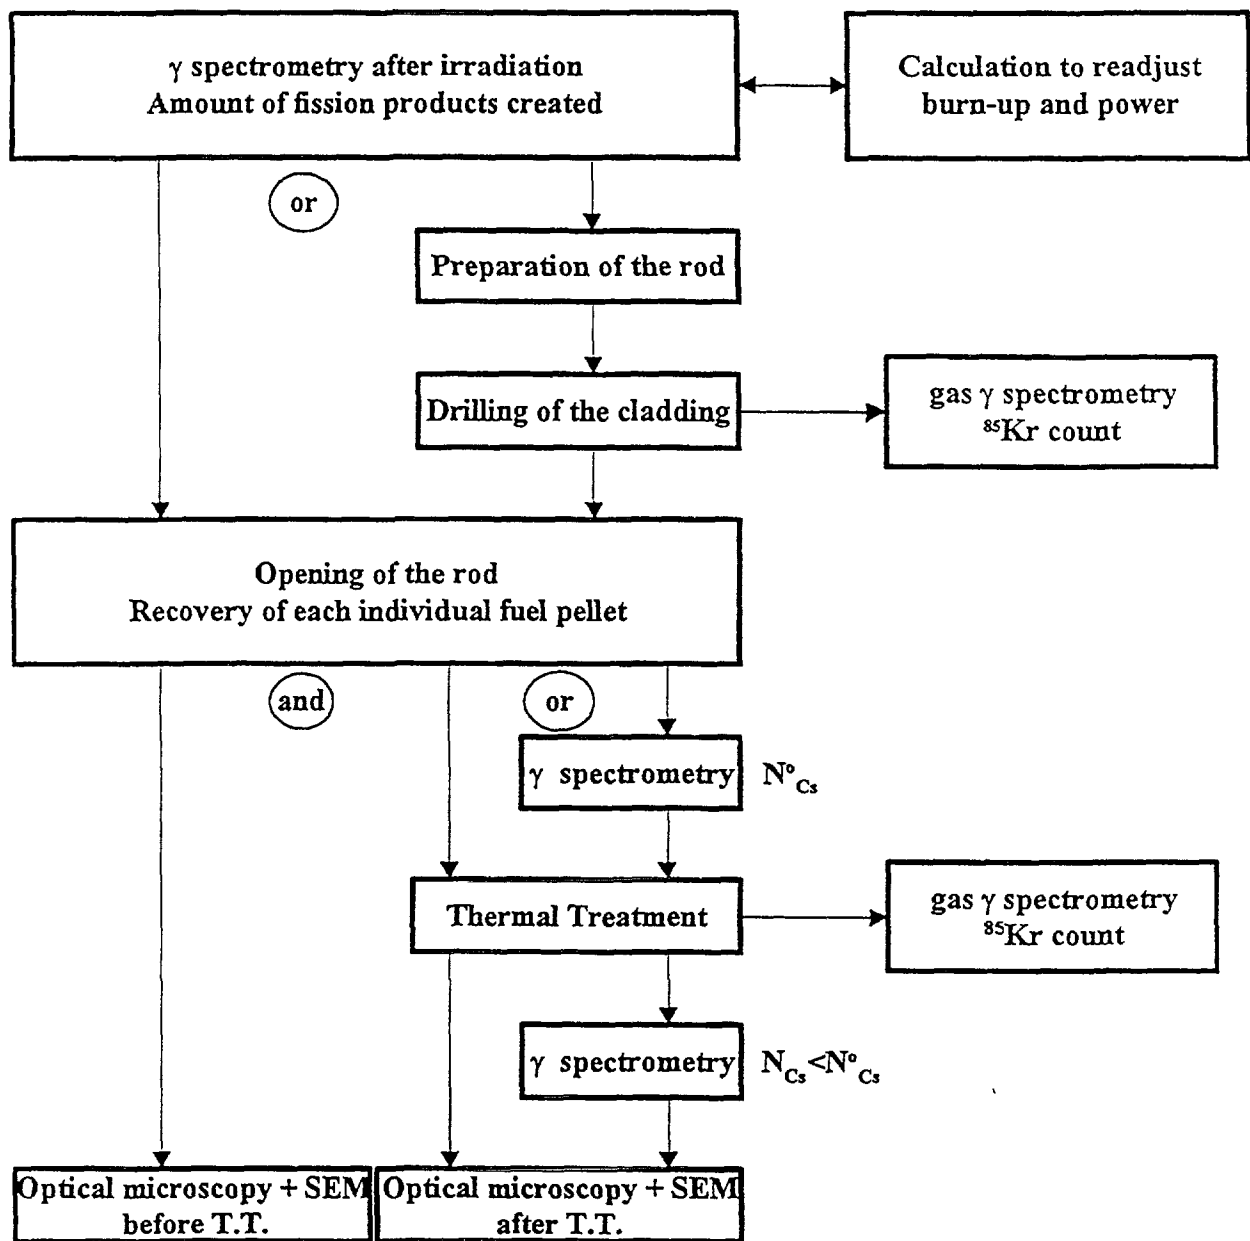 γ spectrometry after irradiation
Amount of fission products created
Calculation to readjust
burn-up and power
or
Preparation of the rod
Drilling of the cladding
gas γ spectrometry
⁸⁵Kr count
Opening of the rod
Recovery of each individual fuel pellet
and
or
γ spectrometry
N°Cs
Thermal Treatment
gas γ spectrometry
⁸⁵Kr count
γ spectrometry
NCs<N°Cs
Optical microscopy + SEM
before T.T.
Optical microscopy + SEM
after T.T.